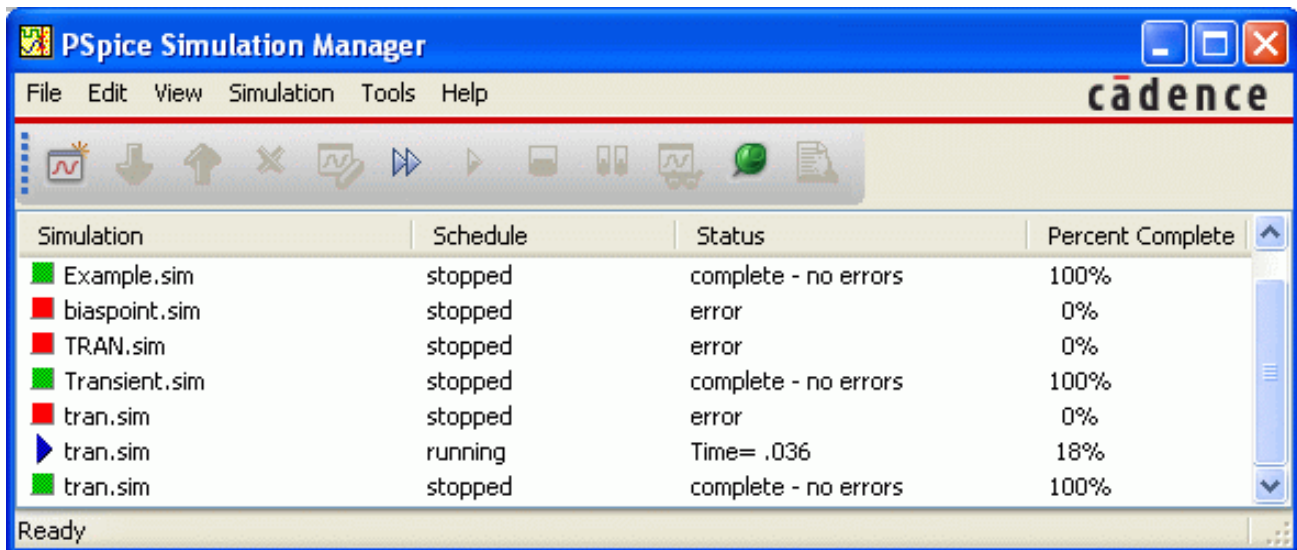 PSpice Simulation Manager
File Edit View Simulation Tools Help cādence
Simulation Schedule Status Percent Complete
Example.sim stopped complete - no errors 100%
biaspoint.sim stopped error 0%
TRAN.sim stopped error 0%
Transient.sim stopped complete - no errors 100%
tran.sim stopped error 0%
tran.sim running Time= .036 18%
tran.sim stopped complete - no errors 100%
Ready